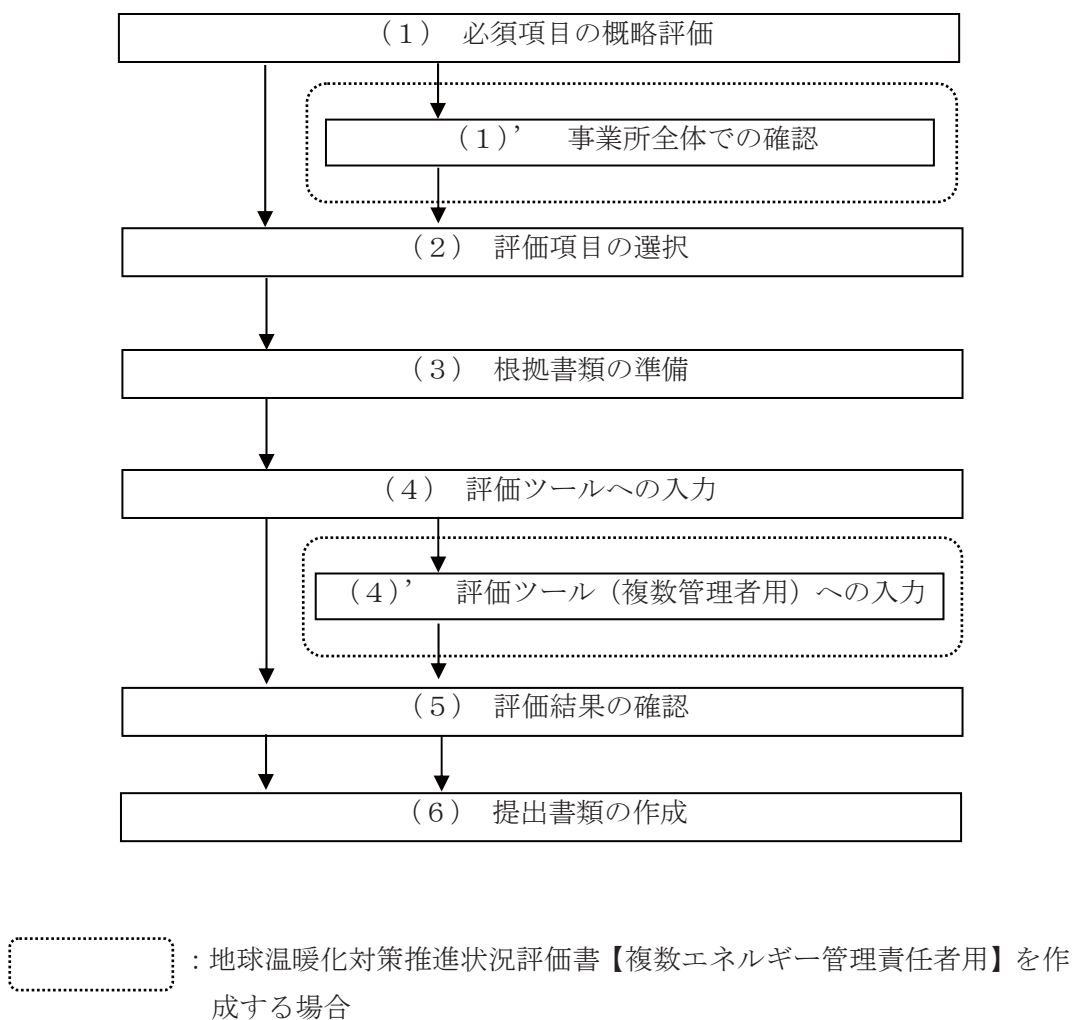 （１） 必須項目の概略評価
（１）’ 事業所全体での確認
（２） 評価項目の選択
（３） 根拠書類の準備
（４） 評価ツールへの入力
（４）’ 評価ツール（複数管理者用）への入力
（５） 評価結果の確認
（６） 提出書類の作成
：地球温暖化対策推進状況評価書【複数エネルギー管理責任者用】を作
成する場合